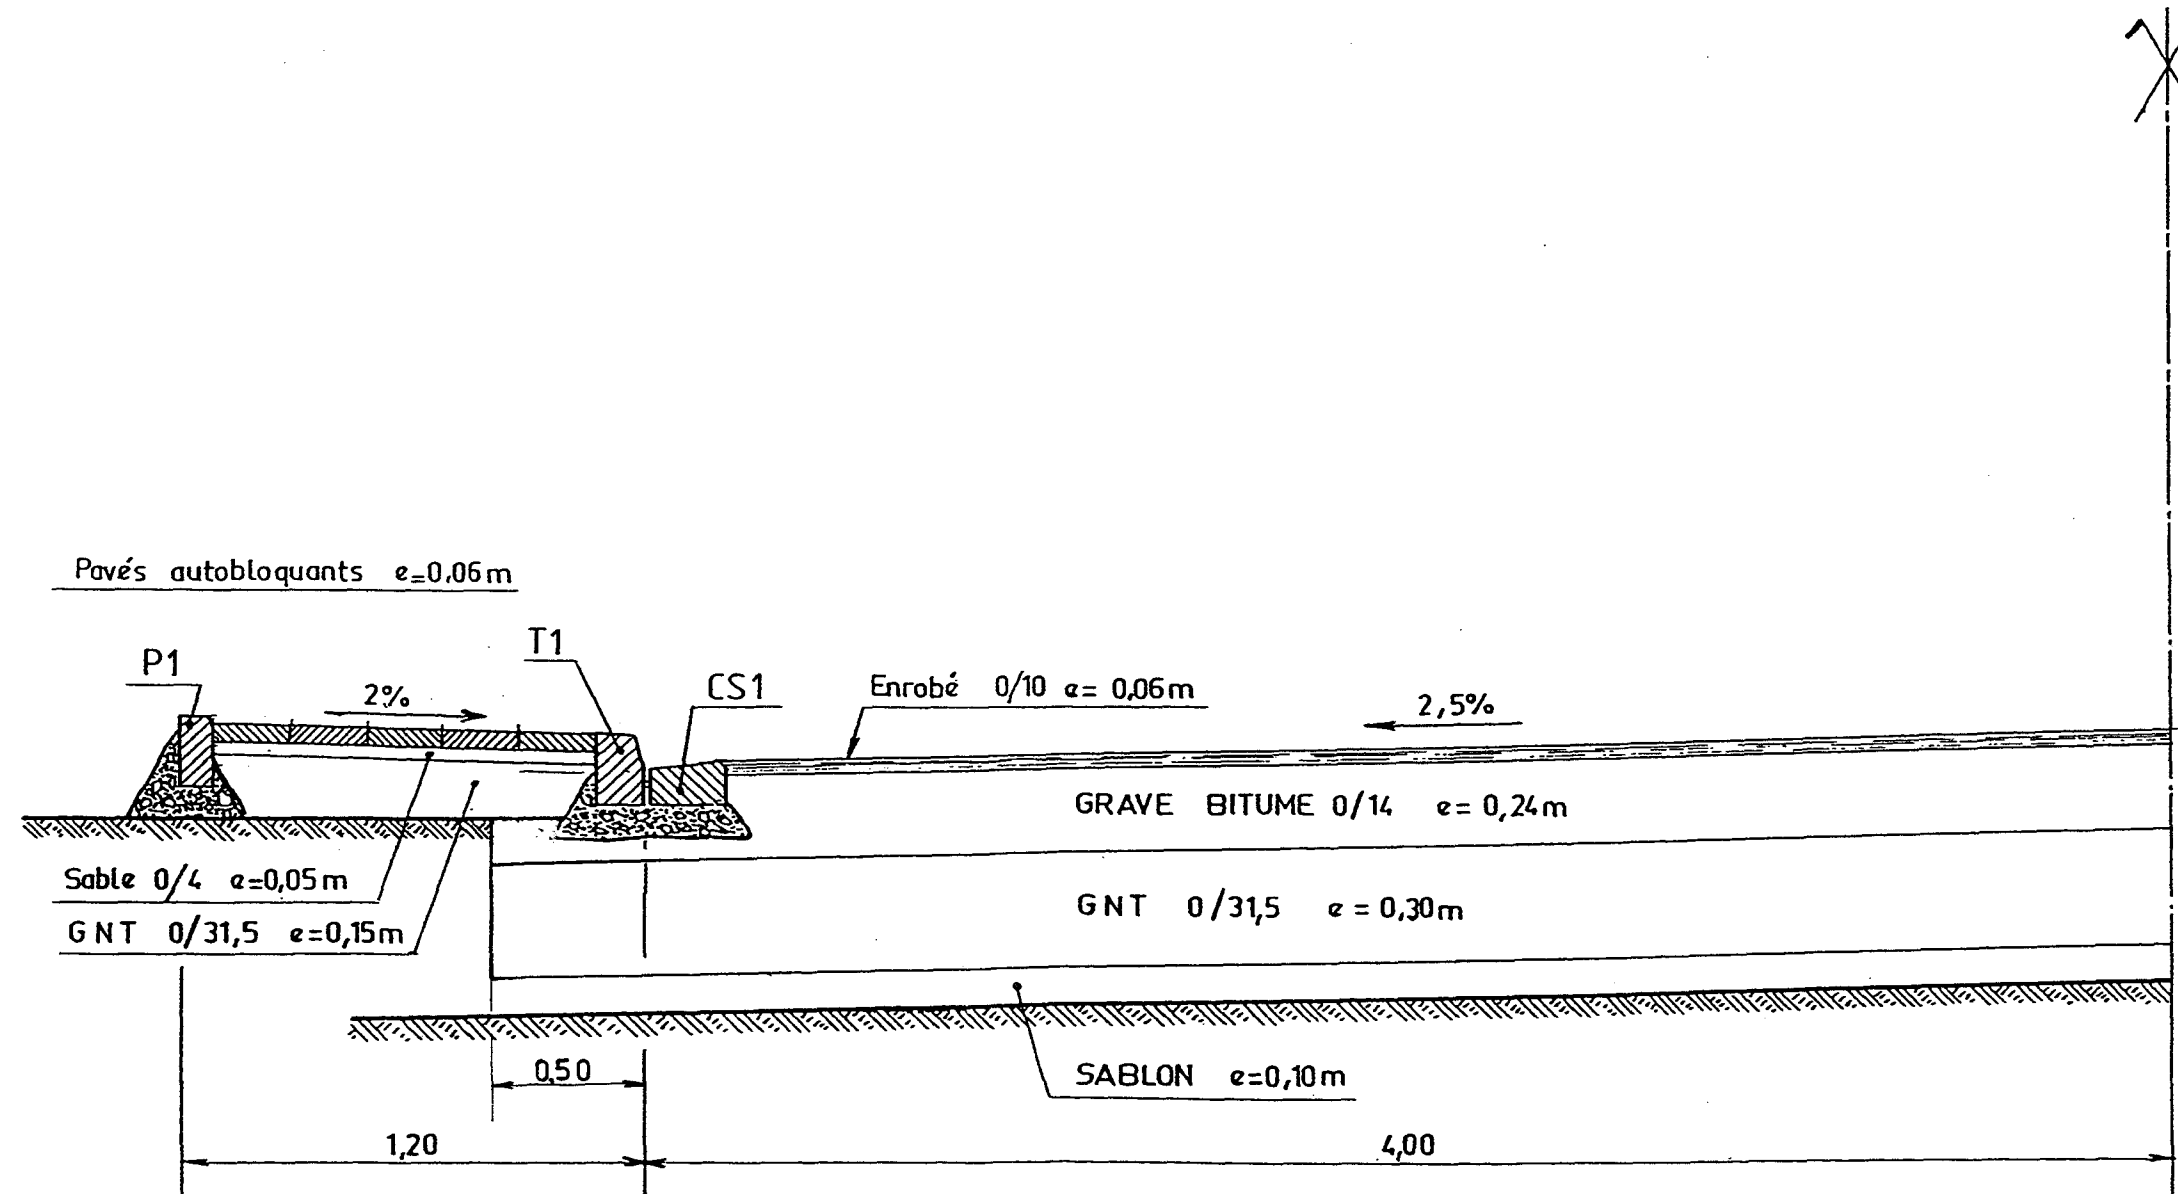 Pavés autobloquants e=0,06m
T1
P1
CS1
Enrobé 0/10 e= 0,06m
2%
2,5%
GRAVE BITUME 0/14 e= 0,24m
Sable 0/4 e=0,05m
GNT 0/31,5 e = 0,30m
GNT 0/31,5 e=0,15m
0,50
SABLON e=0,10m
1,20
4,00